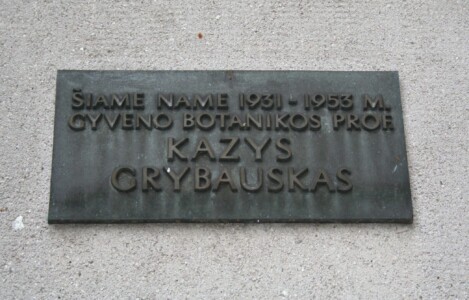 ŠIAME NAME 1931 - 1953 M.
GYVENO BOTANIKOS PROF.
KAZYS
GRYBAUSKAS